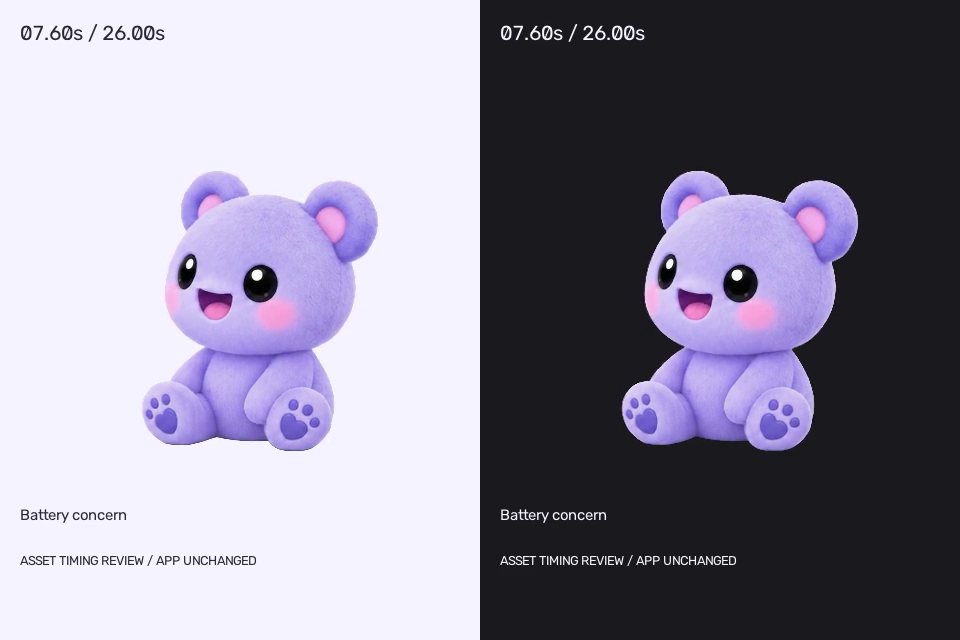 07.60s / 26.00s
Battery concern
ASSET TIMING REVIEW / APP UNCHANGED
07.60s / 26.00s
Battery concern
ASSET TIMING REVIEW / APP UNCHANGED